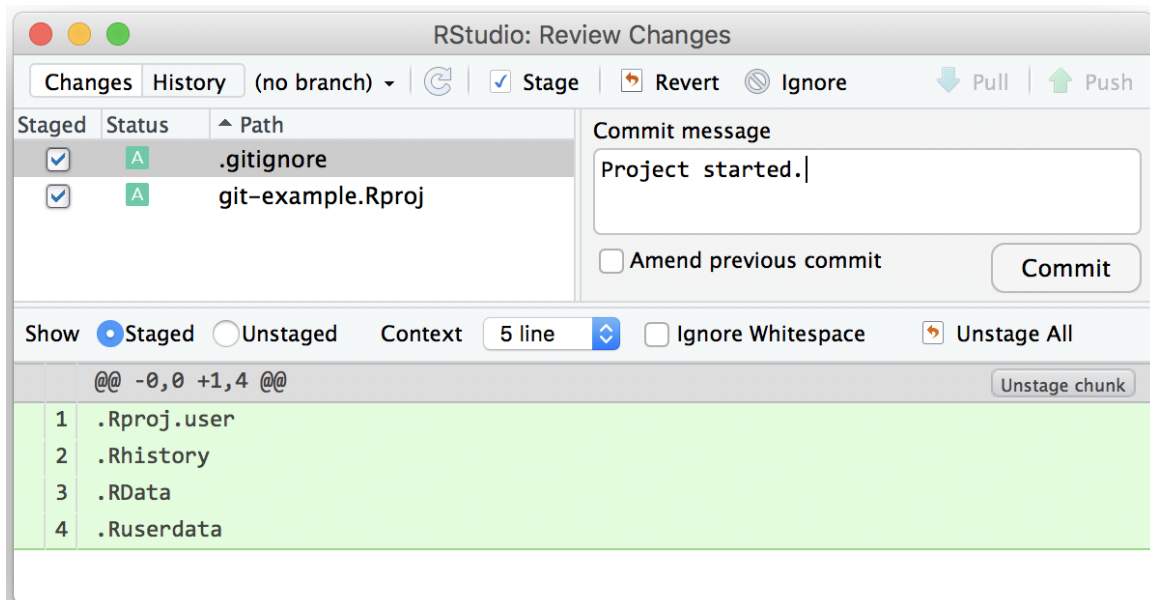 RStudio: Review Changes
Changes History (no branch) Stage Revert Ignore Pull Push
Staged Status Path
A .gitignore
A git-example.Rproj
Commit message
Project started.
Amend previous commit Commit
Show Staged Unstaged Context 5 line Ignore Whitespace Unstage All
@@ -0,0 +1,4 @@ Unstage chunk
1 .Rproj.user
2 .Rhistory
3 .RData
4 .Ruserdata